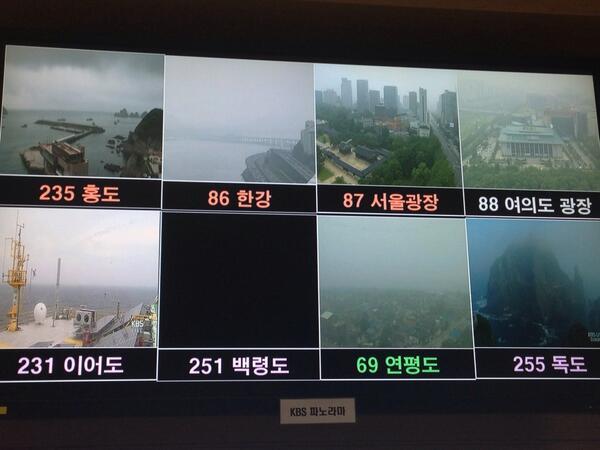 235 홍도
86 한강
87 서울광장
88 여의도 광장
KBS
231 이어도
251 백령도
69 연평도
255 독도
KBS 파노라마